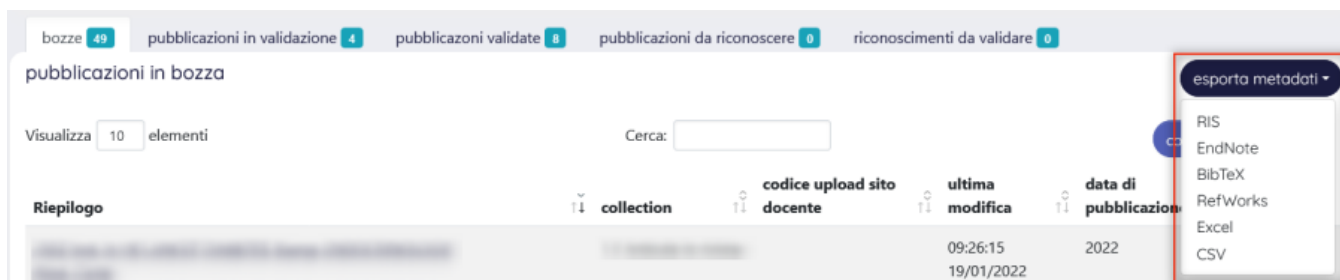 bozze 49 pubblicazioni in validazione 4 pubblicazoni validate 8 pubblicazioni da riconoscere 0 riconoscimenti da validare 0
pubblicazioni in bozza
esporta metadati
Visualizza 10 elementi Cerca:
RIS
EndNote
BibTeX
RefWorks
Excel
CSV
Riepilogo collection codice upload sito docente ultima modifica data di pubblicazione
09:26:15 2022
19/01/2022